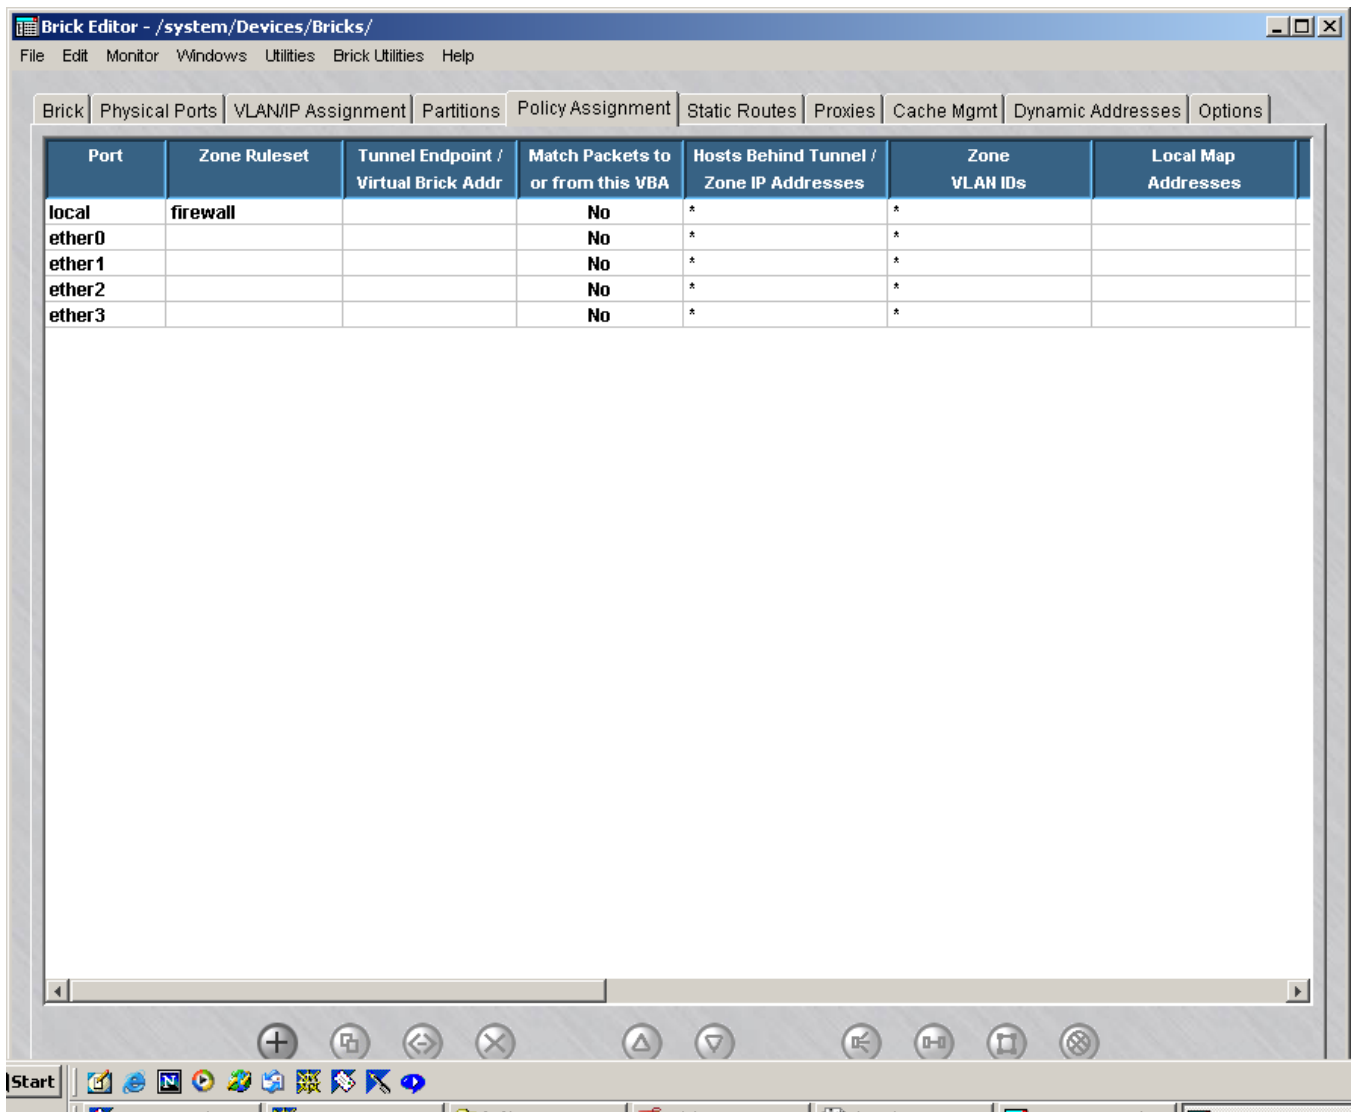 Brick Editor - /system/Devices/Bricks/
File Edit Monitor Windows Utilities Brick Utilities Help
Brick Physical Ports VLAN/IP Assignment Partitions Policy Assignment Static Routes Proxies Cache Mgmt Dynamic Addresses Options
Port Zone Ruleset Tunnel Endpoint / Match Packets to Hosts Behind Tunnel / Zone Local Map
Virtual Brick Addr or from this VBA Zone IP Addresses VLAN IDs Addresses
local firewall No * *
ether0 No * *
ether1 No * *
ether2 No * *
ether3 No * *
Start